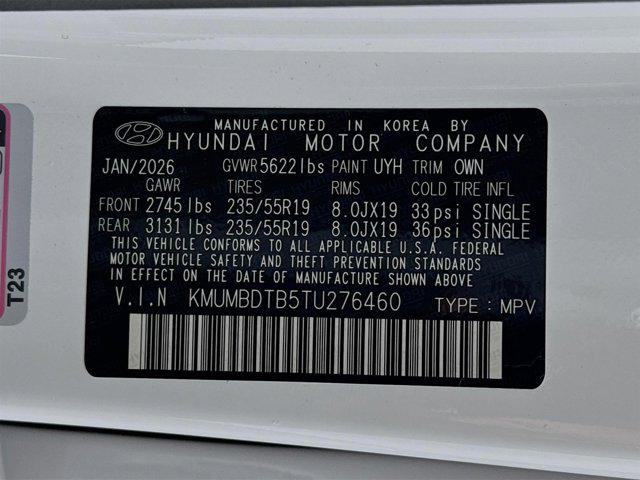 MANUFACTURED IN KOREA BY
HYUNDAI MOTOR COMPANY
JAN/2026 GVWR 5622lbs PAINT UYH TRIM OWN
GAWR TIRES RIMS COLD TIRE INFL
FRONT 2745lbs 235/55R19 8.0JX19 33psi SINGLE
REAR 3131lbs 235/55R19 8.0JX19 36psi SINGLE
THIS VEHICLE CONFORMS TO ALL APPLICABLE U.S.A. FEDERAL
MOTOR VEHICLE SAFETY AND THEFT PREVENTION STANDARDS
IN EFFECT ON THE DATE OF MANUFACTURE SHOWN ABOVE
V.I.N KMUMBDTB5TU276460 TYPE : MPV
T23